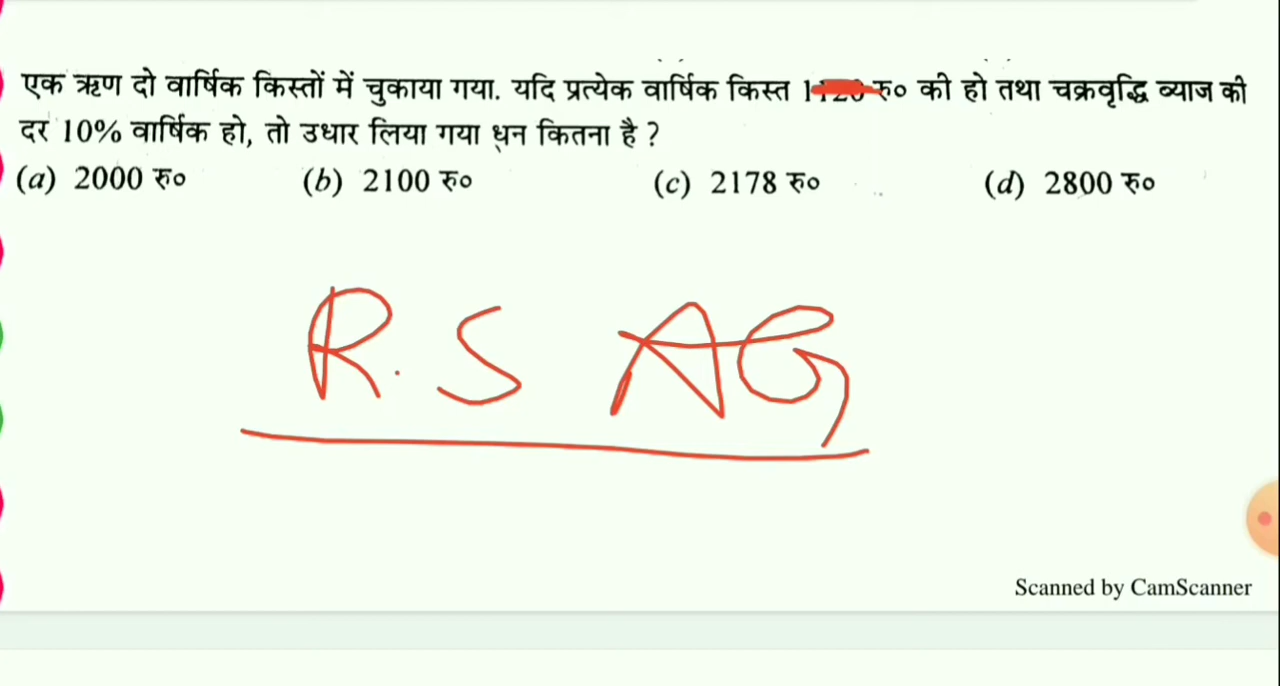 एक ऋण दो वार्षिक किस्तों में चुकाया गया. यदि प्रत्येक वार्षिक किस्त रु० की हो तथा चक्रवृद्धि ब्याज की
दर 10% वार्षिक हो, तो उधार लिया गया धन कितना है ?
(a) 2000 रु० (b) 2100 रु० (c) 2178 रु० (d) 2800 रु०
R.S AG
Scanned by CamScanner